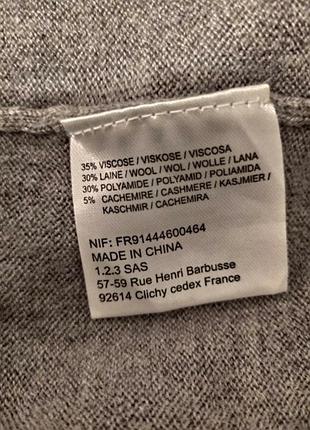 35% VISCOSE / VISKOSE / VISCOSA
30% LAINE / WOOL / WOL / WOLLE / LANA
30% POLYAMIDE / POLYAMID / POLIAMIDA
5% CACHEMIRE / CASHMERE / KASJMIER /
KASCHMIR / CACHEMIRA
NIF: FR91444600464
MADE IN CHINA
1.2.3 SAS
57-59 Rue Henri Barbusse
92614 Clichy cedex France